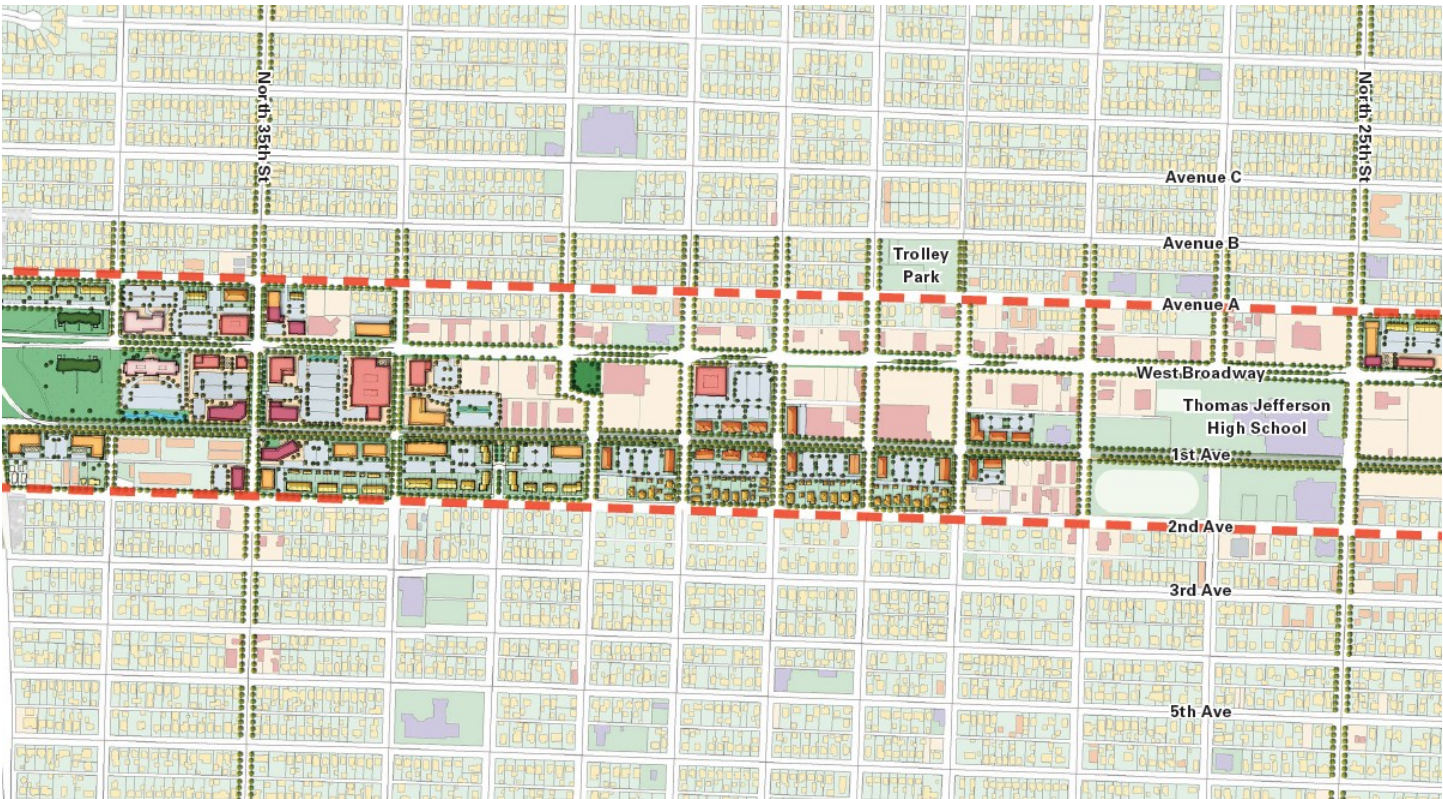 North 35th St
North 25th St
Avenue C
Avenue B
Trolley
Park
Avenue A
West Broadway
Thomas Jefferson
High School
1st Ave
2nd Ave
3rd Ave
5th Ave